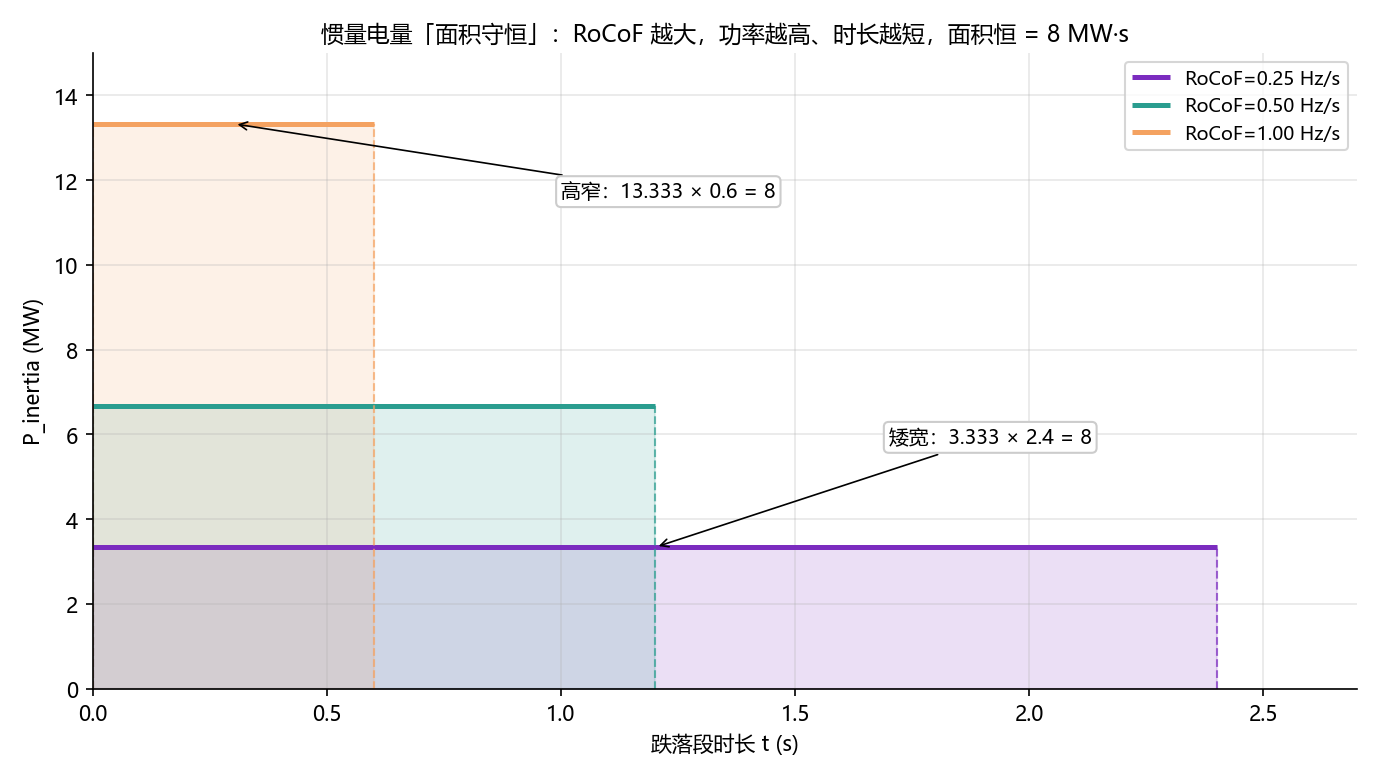 惯量电量「面积守恒」：RoCoF 越大，功率越高、时长越短，面积恒 = 8 MW·s
RoCoF=0.25 Hz/s
RoCoF=0.50 Hz/s
RoCoF=1.00 Hz/s
高窄：13.333 × 0.6 = 8
矮宽：3.333 × 2.4 = 8
P_inertia (MW)
14
12
10
8
6
4
2
0
0.0 0.5 1.0 1.5 2.0 2.5
跌落段时长 t (s)